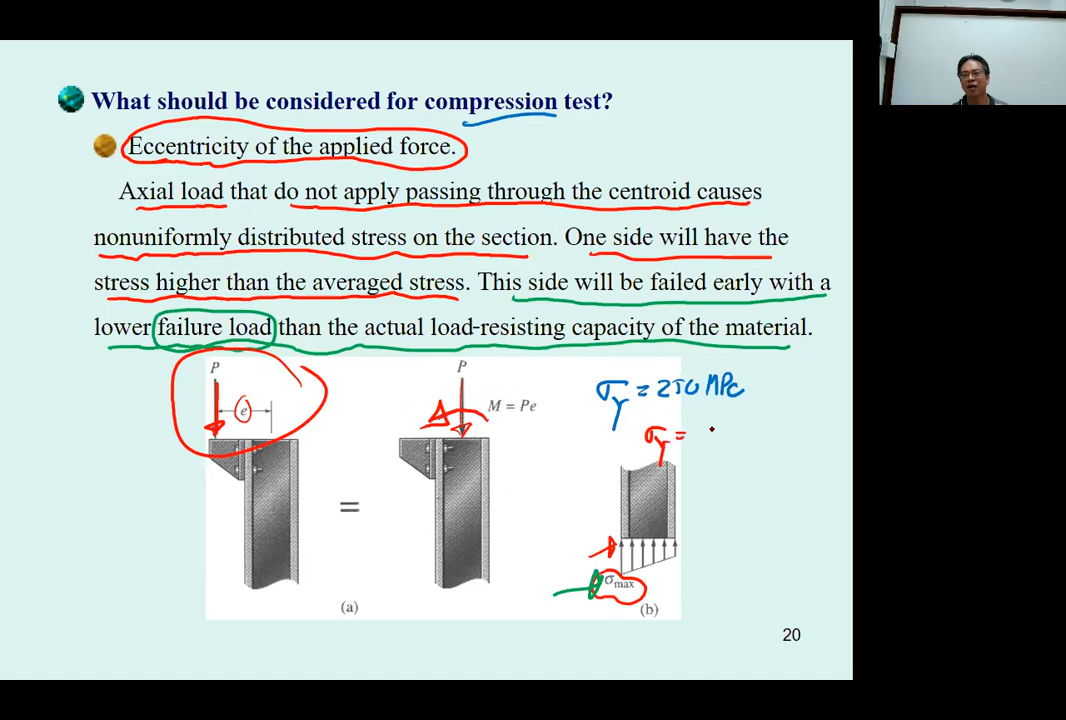 What should be considered for compression test?
Eccentricity of the applied force.
Axial load that do not apply passing through the centroid causes
nonuniformly distributed stress on the section. One side will have the
stress higher than the averaged stress. This side will be failed early with a
lower failure load than the actual load-resisting capacity of the material.
P
e
P
M = Pe
=
σY = 250 MPa
σY =
σmax
(a)
(b)
20